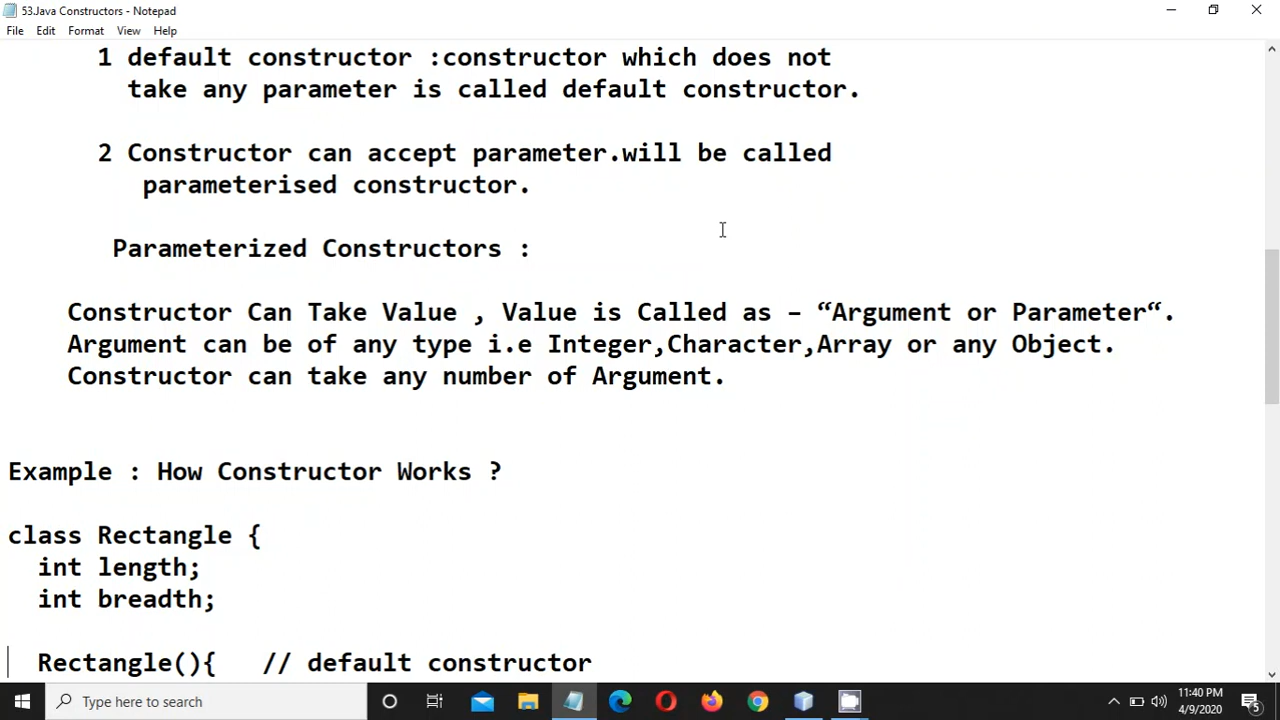 53.Java Constructors - Notepad
File Edit Format View Help
1 default constructor :constructor which does not
take any parameter is called default constructor.
2 Constructor can accept parameter.will be called
parameterised constructor.
Parameterized Constructors :
Constructor Can Take Value , Value is Called as – “Argument or Parameter“.
Argument can be of any type i.e Integer,Character,Array or any Object.
Constructor can take any number of Argument.
Example : How Constructor Works ?
class Rectangle {
int length;
int breadth;
Rectangle(){ // default constructor
Type here to search
11:40 PM
4/9/2020
5